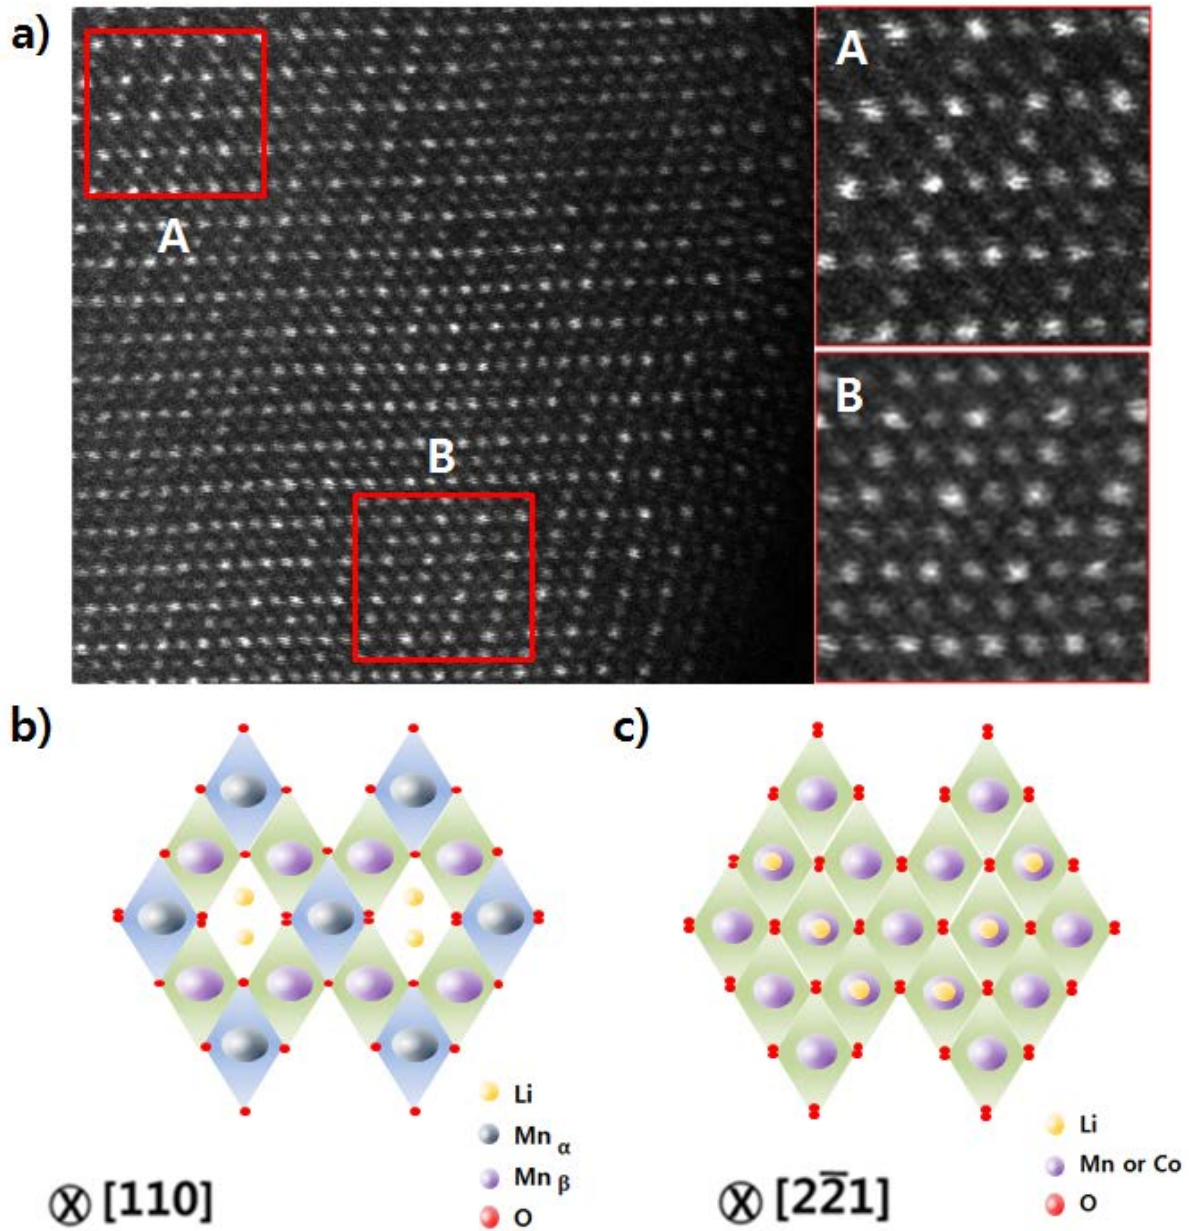 a)
A
B
A
B
b)
c)
Li
Mn α
Mn β
O
[110]
Li
Mn or Co
O
[22̅1]